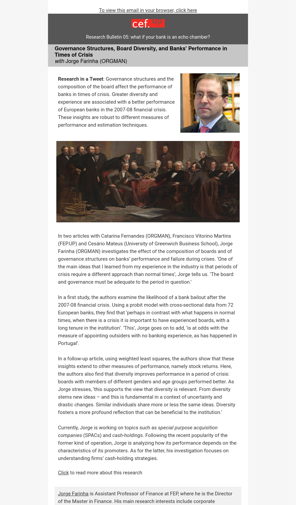 To view this email in your browser, click here
cef.up
Research Bulletin 05: what if your bank is an echo chamber?
Governance Structures, Board Diversity, and Banks' Performance in
Times of Crisis
with Jorge Farinha (ORGMAN)
Research in a Tweet: Governance structures and the
composition of the board affect the performance of
banks in times of crisis. Greater diversity and
experience are associated with a better performance
of European banks in the 2007-08 financial crisis.
These insights are robust to different measures of
performance and estimation techniques.
In two articles with Catarina Fernandes (ORGMAN), Francisco Vitorino Martins
(FEP.UP) and Cesário Mateus (University of Greenwich Business School), Jorge
Farinha (ORGMAN) investigates the effect of the composition of boards and of
governance structures on banks' performance and failure during crises. 'One of
the main ideas that I learned from my experience in the industry is that periods of
crisis require a different approach than normal times', Jorge tells us. 'The board
and governance must be adequate to the period in question.'
In a first study, the authors examine the likelihood of a bank bailout after the
2007-08 financial crisis. Using a probit model with cross-sectional data from 72
European banks, they find that 'perhaps in contrast with what happens in normal
times, when there is a crisis it is important to have experienced boards, with a
long tenure in the institution'. 'This', Jorge goes on to add, 'is at odds with the
measure of appointing outsiders with no banking experience, as has happened in
Portugal'.
In a follow-up article, using weighted least squares, the authors show that these
insights extend to other measures of performance, namely stock returns. Here,
the authors also find that diversity improves performance in a period of crisis:
boards with members of different genders and age groups performed better. As
Jorge stresses, 'this supports the view that diversity is relevant. From diversity
stems new ideas – and this is fundamental in a context of uncertainty and
drastic changes. Similar individuals share more or less the same ideas. Diversity
fosters a more profound reflection that can be beneficial to the institution.'
Currently, Jorge is working on topics such as special purpose acquisition
companies (SPACs) and cash-holdings. Following the recent popularity of the
former kind of operation, Jorge is analyzing how its performance depends on the
characteristics of its promoters. As for the latter, his investigation focuses on
understanding firms' cash-holding strategies.
Click to read more about this research
Jorge Farinha is Assistant Professor of Finance at FEP, where he is the Director
of the Master in Finance. His main research interests include corporate